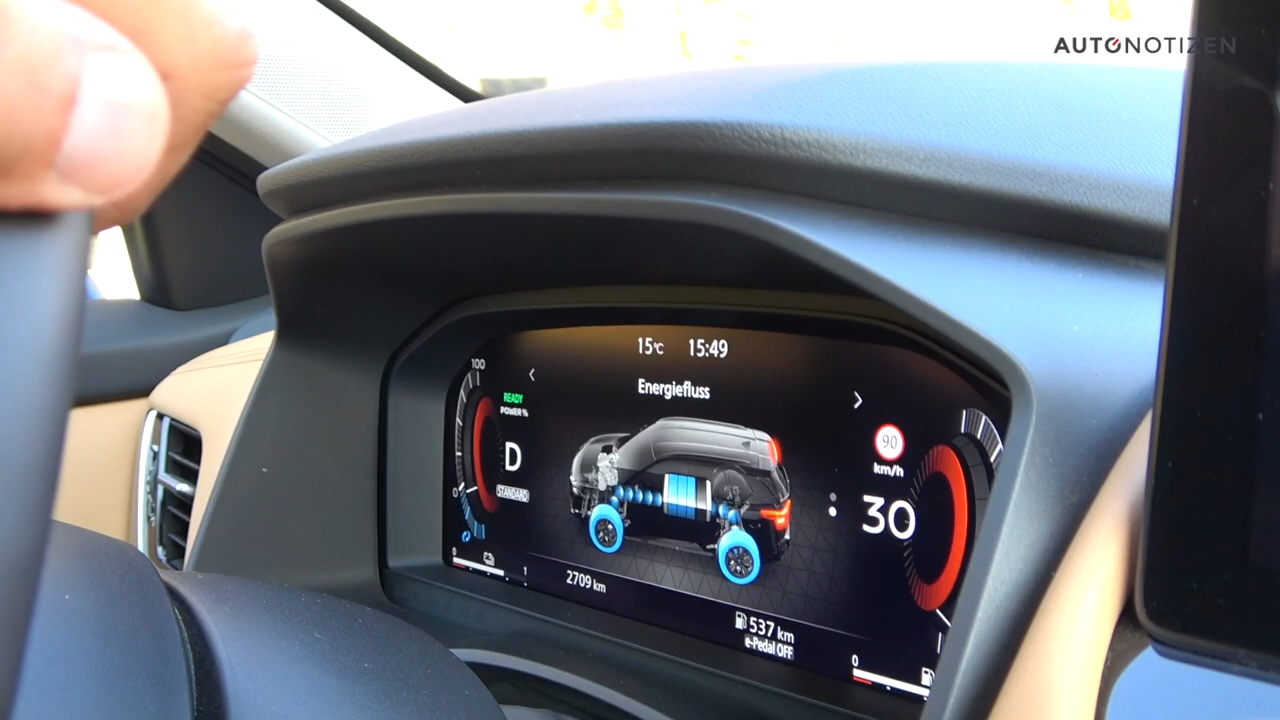 AUTONOTIZEN
15°C 15:49
Energiefluss
100
READY
POWER %
D
STANDARD
0
0
1
2709 km
537 km
e-Pedal OFF
90
km/h
30
0